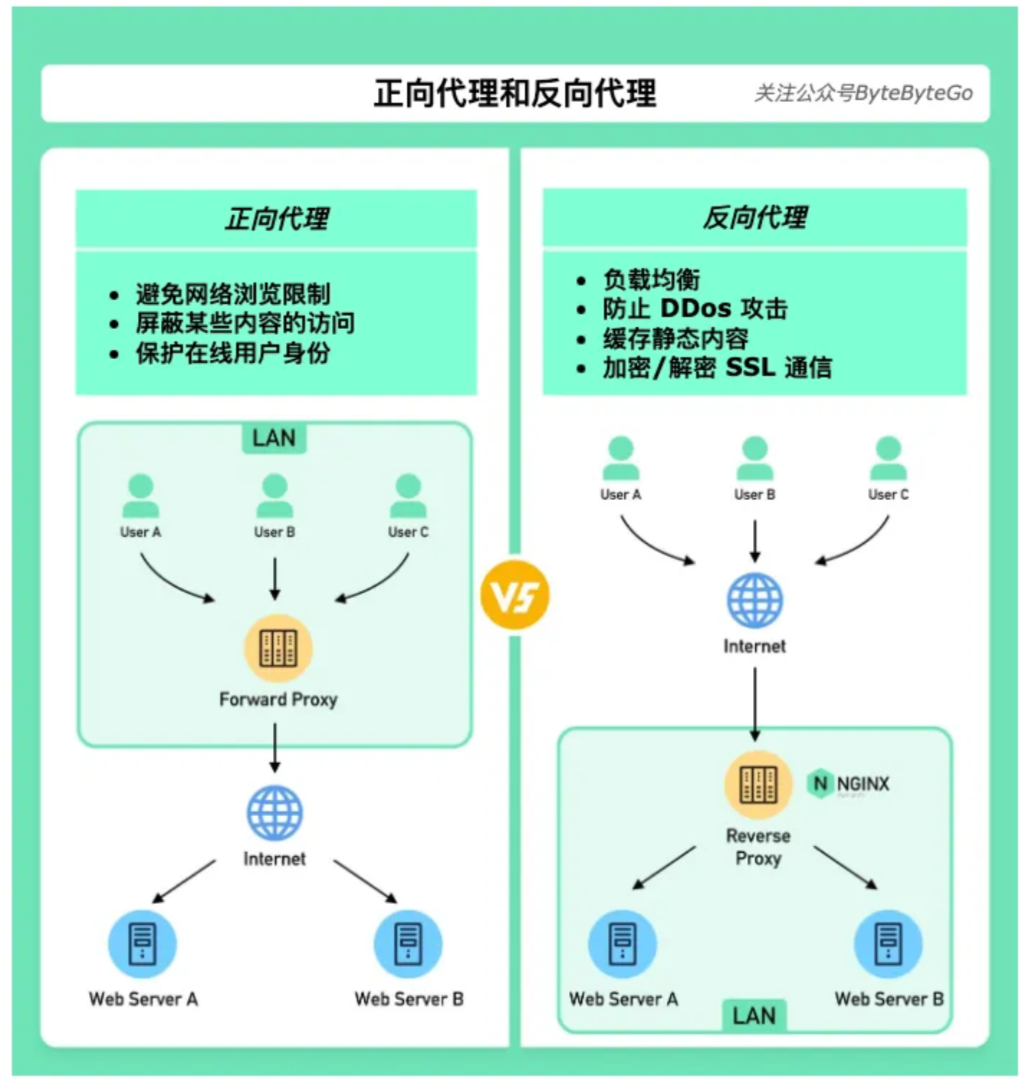 正向代理和反向代理
关注公众号ByteByteGo
正向代理
• 避免网络浏览限制
• 屏蔽某些内容的访问
• 保护在线用户身份
LAN
User A
User B
User C
Forward Proxy
Internet
Web Server A
Web Server B
VS
反向代理
• 负载均衡
• 防止 DDos 攻击
• 缓存静态内容
• 加密/解密 SSL 通信
User A
User B
User C
Internet
N NGINX
Reverse
Proxy
Web Server A
Web Server B
LAN